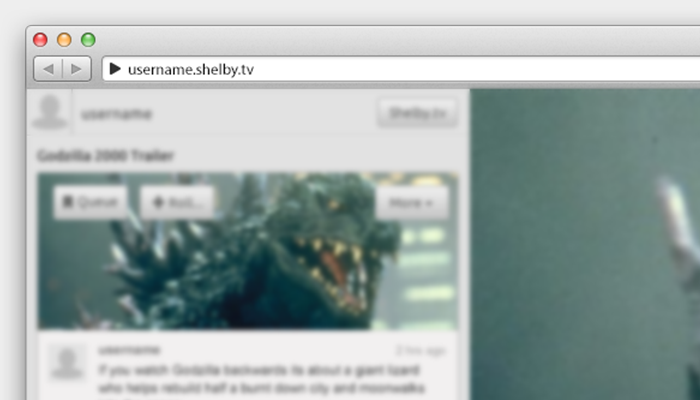 username.shelby.tv
username
Shelby.tv
Godzilla 2000 Trailer
Queue
Roll...
More
username
2 hrs ago
If you watch Godzilla backwards its about a giant lizard
who helps rebuild half a burnt down city and moonwalks